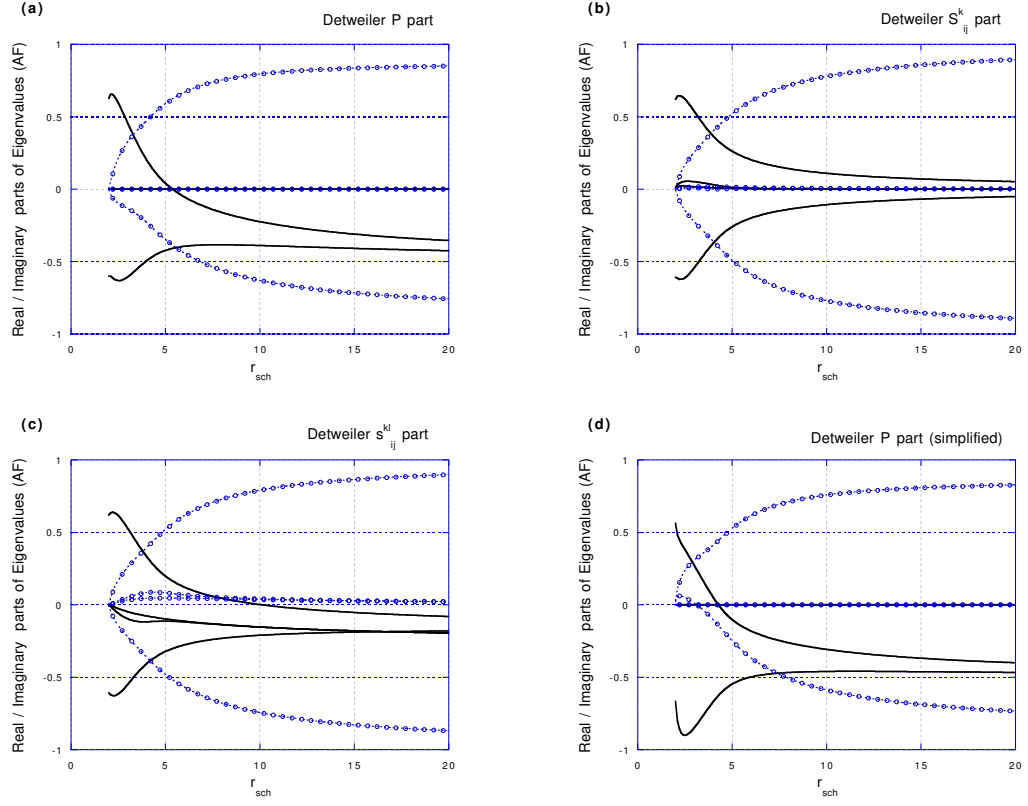 (a)
Detweiler P part
Real / Imaginary parts of Eigenvalues (AF)
1
0.5
0
-0.5
-1
0 5 10 15 20
r_sch
(b)
Detweiler S^k_ij part
Real / Imaginary parts of Eigenvalues (AF)
1
0.5
0
-0.5
-1
0 5 10 15 20
r_sch
(c)
Detweiler s^kl_ij part
Real / Imaginary parts of Eigenvalues (AF)
1
0.5
0
-0.5
-1
0 5 10 15 20
r_sch
(d)
Detweiler P part (simplified)
Real / Imaginary parts of Eigenvalues (AF)
1
0.5
0
-0.5
-1
0 5 10 15 20
r_sch